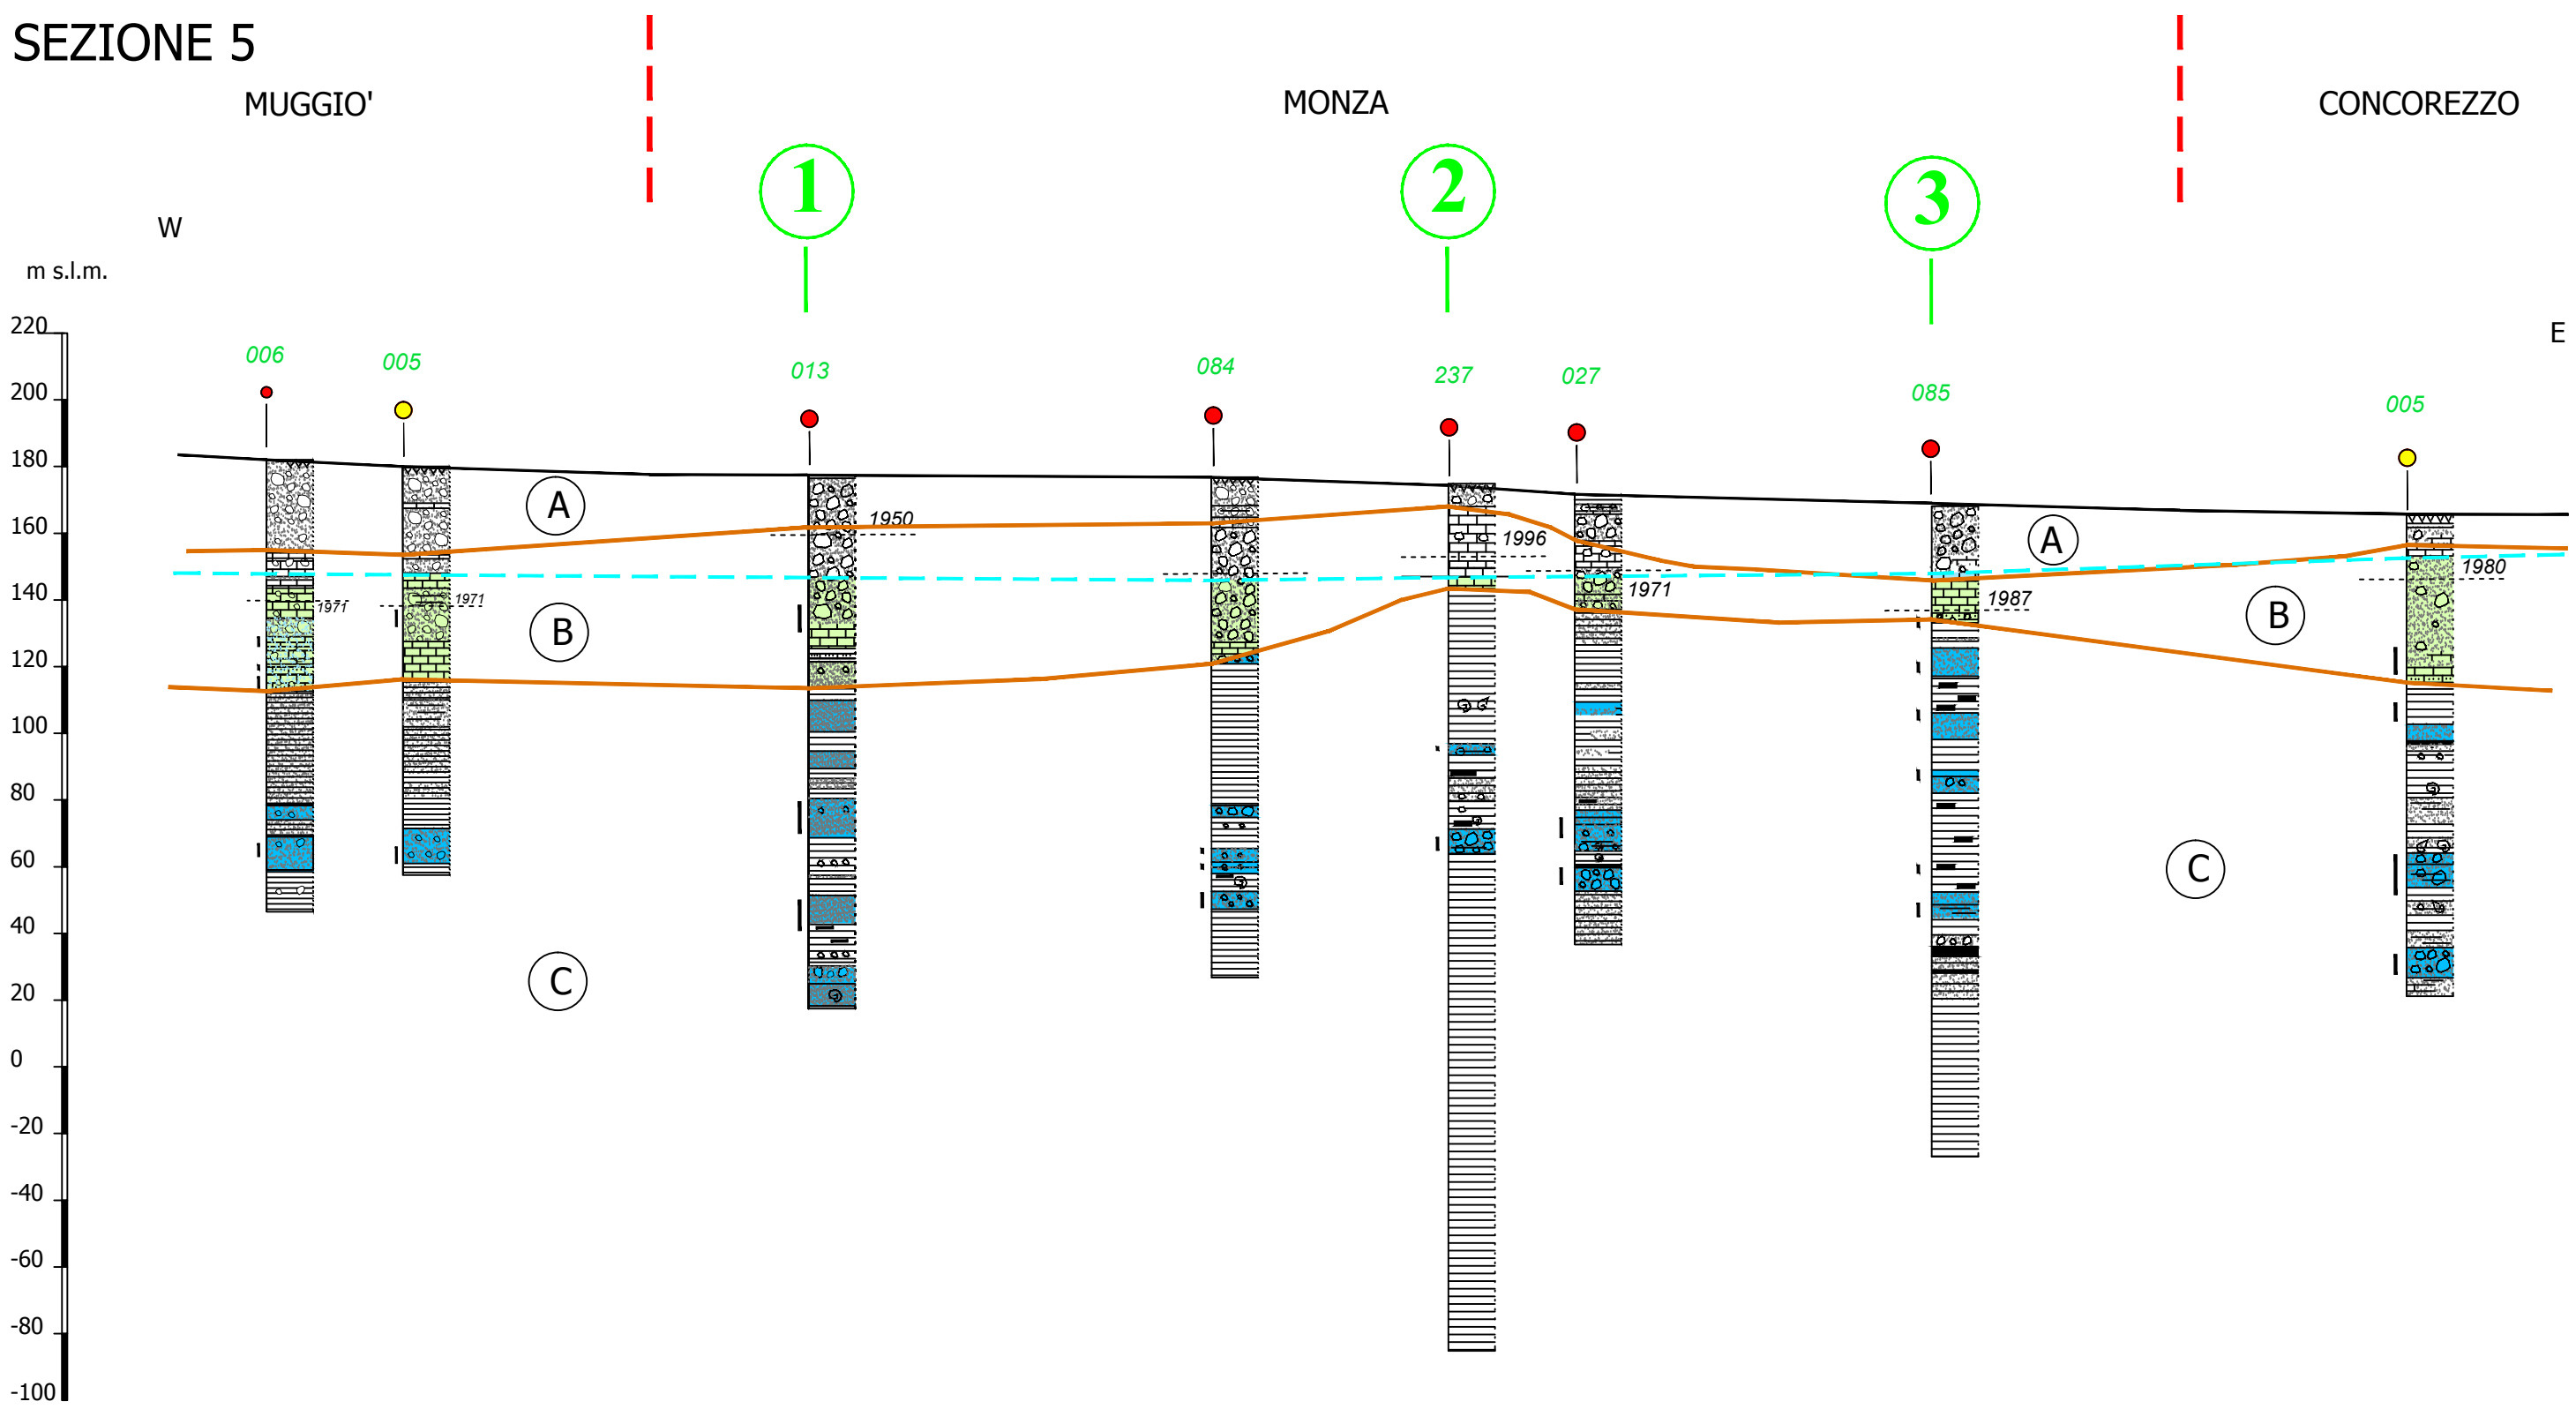 SEZIONE 5
MUGGIO' MONZA CONCOREZZO
1 2 3
W
m s.l.m.
220
E
006 005 013 084 237 027 085 005
200
180
A
160
1950
1996
A
140
1971 1971 1971 1987 1980
B B
120
100
80
60
C
40
C
20
0
-20
-40
-60
-80
-100